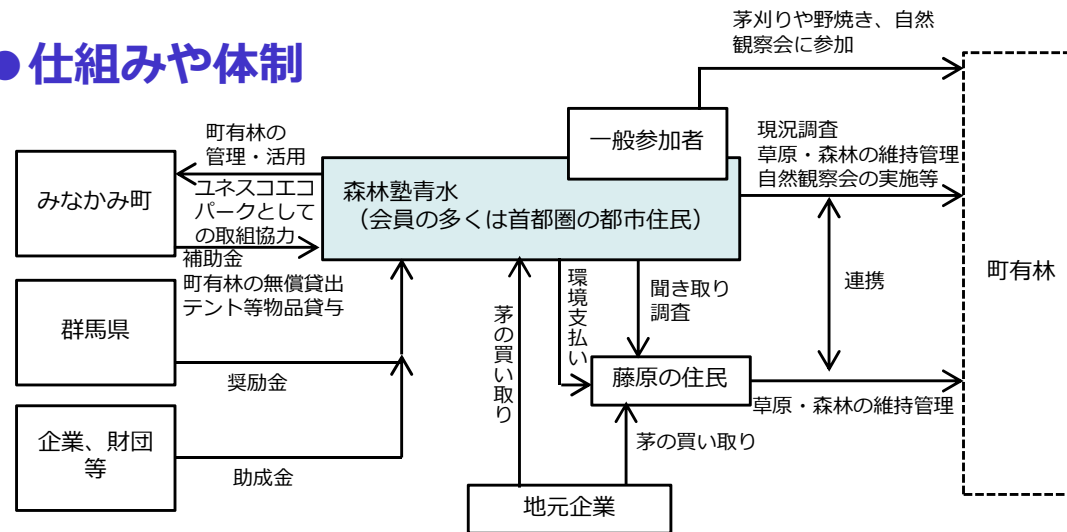 ●仕組みや体制
茅刈りや野焼き、自然
観察会に参加
町有林の
管理・活用
みなかみ町
ユネスコエコ
パークとして
の取組協力
補助金
町有林の無償貸出
テント等物品貸与
一般参加者
森林塾青水
（会員の多くは首都圏の都市住民）
現況調査
草原・森林の維持管理
自然観察会の実施等
町有林
連携
群馬県
奨励金
企業、財団
等
助成金
茅の買い取り
環境支払い
聞き取り
調査
藤原の住民
草原・森林の維持管理
茅の買い取り
地元企業